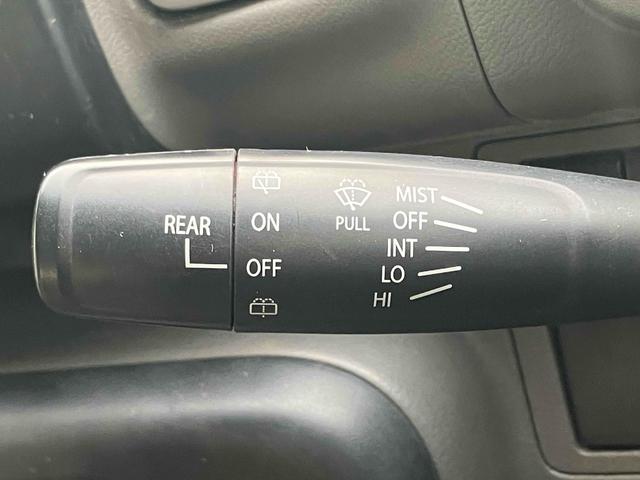 REAR
ON
OFF
PULL
MIST
OFF
INT
LO
HI